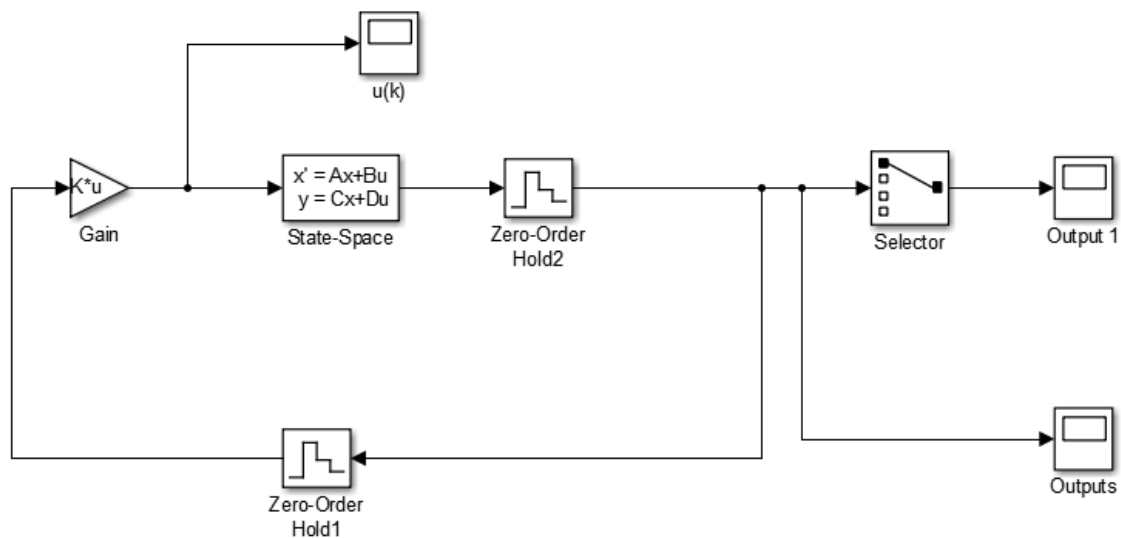 u(k)
K*u
Gain
x' = Ax+Bu
y = Cx+Du
State-Space
Zero-Order
Hold2
Selector
Output 1
Zero-Order
Hold1
Outputs